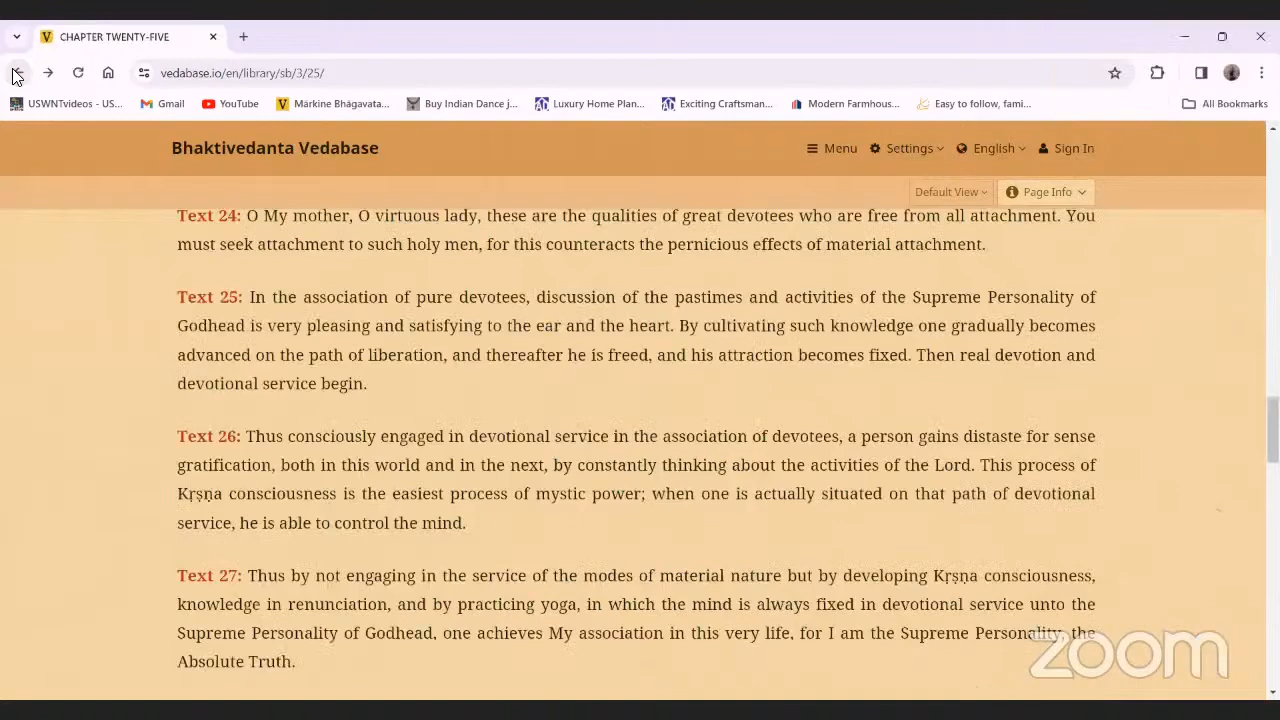 CHAPTER TWENTY-FIVE
vedabase.io/en/library/sb/3/25/
USWNTvideos - US... Gmail YouTube Märkine Bhāgavata... Buy Indian Dance j... Luxury Home Plan... Exciting Craftsman... Modern Farmhous... Easy to follow, fami... All Bookmarks
Bhaktivedanta Vedabase Menu Settings English Sign In
Default View Page Info
Text 24: O My mother, O virtuous lady, these are the qualities of great devotees who are free from all attachment. You
must seek attachment to such holy men, for this counteracts the pernicious effects of material attachment.
Text 25: In the association of pure devotees, discussion of the pastimes and activities of the Supreme Personality of
Godhead is very pleasing and satisfying to the ear and the heart. By cultivating such knowledge one gradually becomes
advanced on the path of liberation, and thereafter he is freed, and his attraction becomes fixed. Then real devotion and
devotional service begin.
Text 26: Thus consciously engaged in devotional service in the association of devotees, a person gains distaste for sense
gratification, both in this world and in the next, by constantly thinking about the activities of the Lord. This process of
Kṛṣṇa consciousness is the easiest process of mystic power; when one is actually situated on that path of devotional
service, he is able to control the mind.
Text 27: Thus by not engaging in the service of the modes of material nature but by developing Kṛṣṇa consciousness,
knowledge in renunciation, and by practicing yoga, in which the mind is always fixed in devotional service unto the
Supreme Personality of Godhead, one achieves My association in this very life, for I am the Supreme Personality, the
Absolute Truth.
zoom